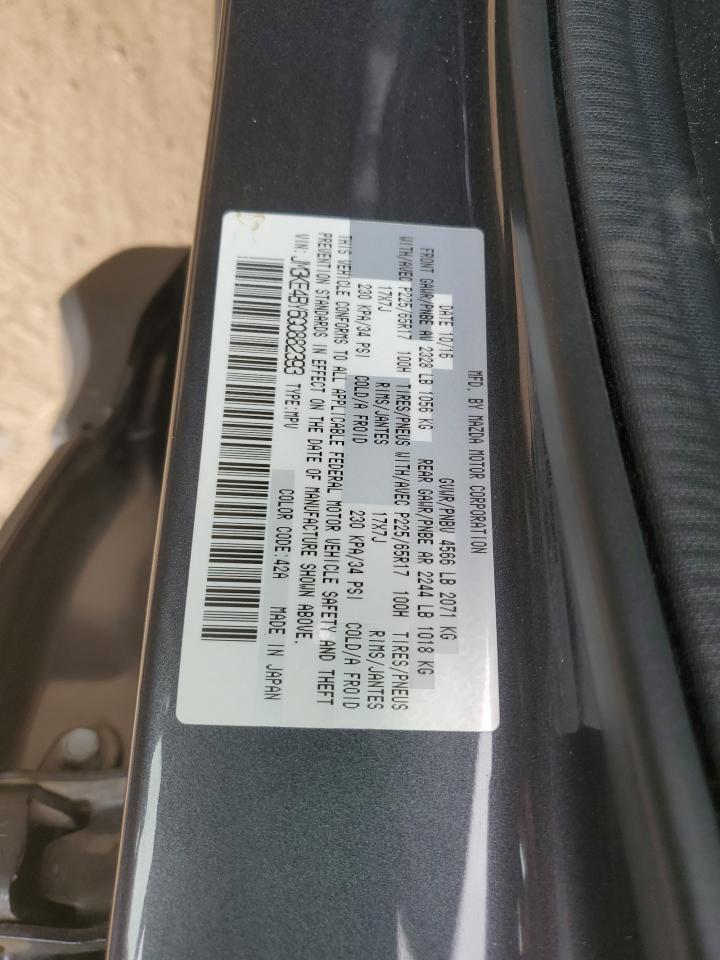 MFD. BY MAZDA MOTOR CORPORATION
DATE 10/16 GVWR/PNBV 4566 LB 2071 KG
FRONT GAWR/PNBE AV 2328 LB 1056 KG REAR GAWR/PNBE AR 2244 LB 1018 KG
WITH/AVEC P225/65R17 100H TIRES/PNEUS WITH/AVEC P225/65R17 100H TIRES/PNEUS
17X7J RIMS/JANTES 17X7J RIMS/JANTES
230 KPA/34 PSI COLD/A FROID 230 KPA/34 PSI COLD/A FROID
THIS VEHICLE CONFORMS TO ALL APPLICABLE FEDERAL MOTOR VEHICLE SAFETY AND THEFT
PREVENTION STANDARDS IN EFFECT ON THE DATE OF MANUFACTURE SHOWN ABOVE.
VIN:JM3KE4BY6G0882393 TYPE:MPV COLOR CODE:42A MADE IN JAPAN